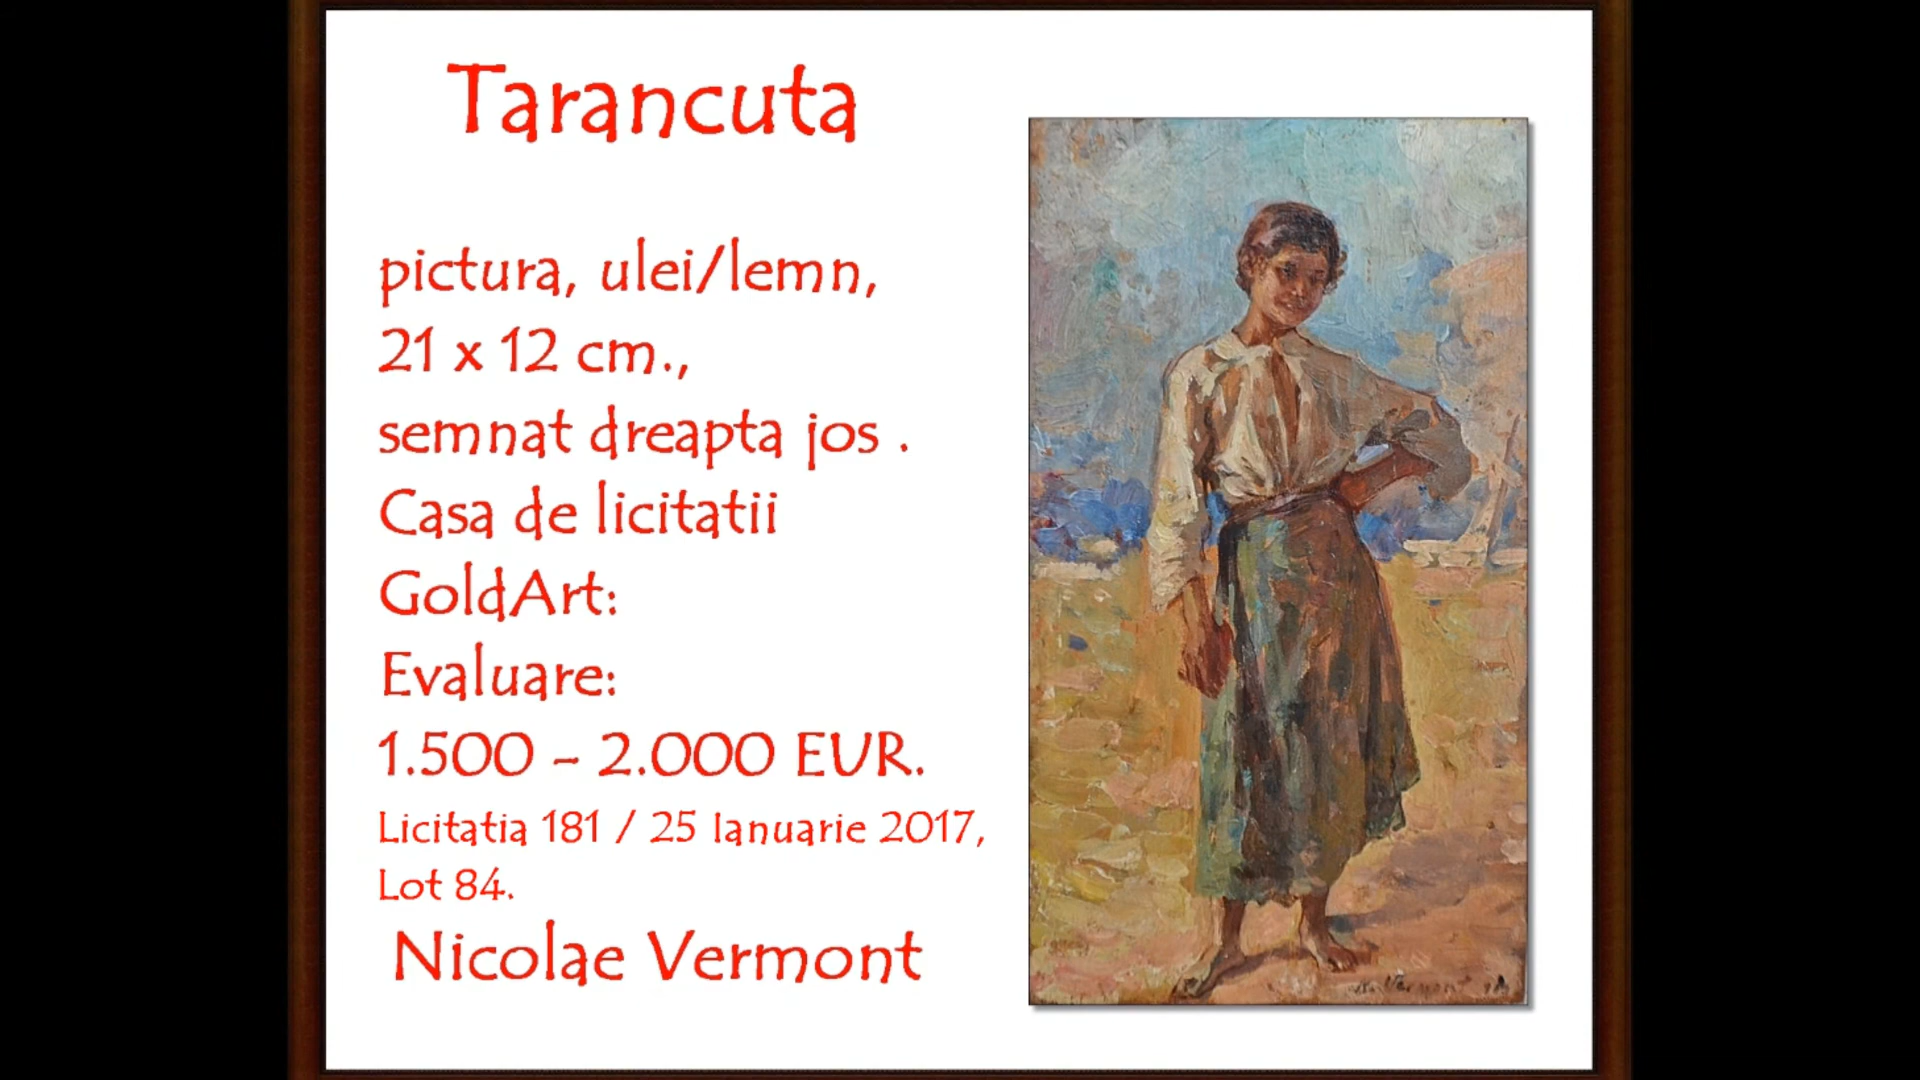 Tarancuta
pictura, ulei/lemn,
21 x 12 cm.,
semnat dreapta jos .
Casa de licitatii
GoldArt:
Evaluare:
1.500 - 2.000 EUR.
Licitatia 181 / 25 Ianuarie 2017,
Lot 84.
Nicolae Vermont